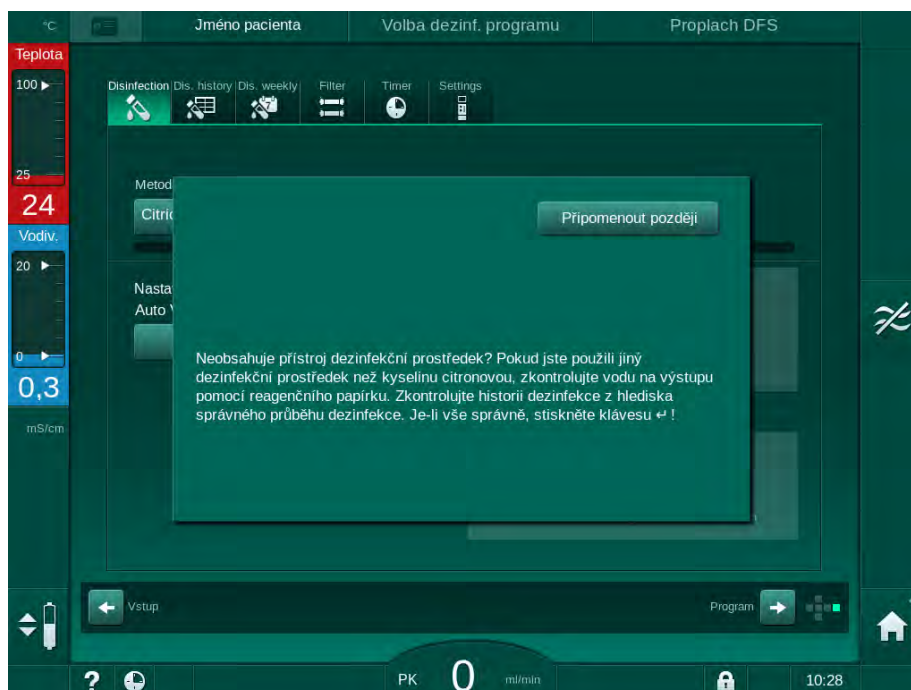 °C
Jméno pacienta
Volba dezinf. programu
Proplach DFS
Teplota
100
25
24
Vodiv.
20
0
0,3
mS/cm
Disinfection
Dis. history
Dis. weekly
Filter
Timer
Settings
7
Připomenout později
Neobsahuje přístroj dezinfekční prostředek? Pokud jste použili jiný
dezinfekční prostředek než kyselinu citronovou, zkontrolujte vodu na výstupu
pomocí reagenčního papírku. Zkontrolujte historii dezinfekce z hlediska
správného průběhu dezinfekce. Je-li vše správně, stiskněte klávesu ↵ !
Auto
Vstup
Program
?
PK
0
ml/min
10:28